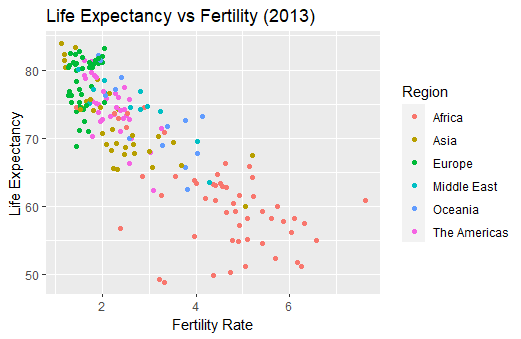 Life Expectancy vs Fertility (2013)
Life Expectancy
80
70
60
50
2
4
6
Fertility Rate
Region
Africa
Asia
Europe
Middle East
Oceania
The Americas